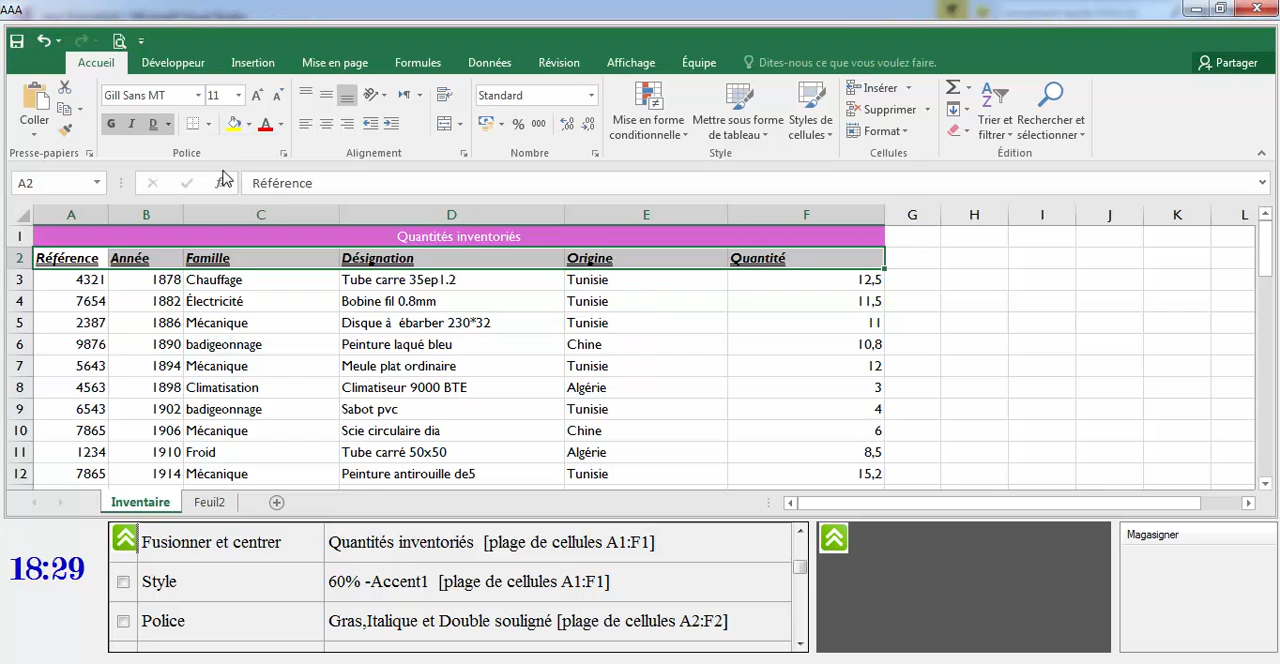 AAA
Accueil Développeur Insertion Mise en page Formules Données Révision Affichage Équipe Dites-nous ce que vous voulez faire. Partager
Coller
Presse-papiers
Gill Sans MT 11
G I D
Police
Alignement
Standard
% 000
Nombre
Mise en forme conditionnelle
Mettre sous forme de tableau
Styles de cellules
Style
Insérer
Supprimer
Format
Cellules
Trier et filtrer
Rechercher et sélectionner
Édition
A2 Référence
A B C D E F G H I J K L
1 Quantités inventoriés
2 Référence Année Famille Désignation Origine Quantité
3 4321 1878 Chauffage Tube carre 35ep1.2 Tunisie 12,5
4 7654 1882 Électricité Bobine fil 0.8mm Tunisie 11,5
5 2387 1886 Mécanique Disque à ébarber 230*32 Tunisie 11
6 9876 1890 badigeonnage Peinture laqué bleu Chine 10,8
7 5643 1894 Mécanique Meule plat ordinaire Tunisie 12
8 4563 1898 Climatisation Climatiseur 9000 BTE Algérie 3
9 6543 1902 badigeonnage Sabot pvc Tunisie 4
10 7865 1906 Mécanique Scie circulaire dia Chine 6
11 1234 1910 Froid Tube carré 50x50 Algérie 8,5
12 7865 1914 Mécanique Peinture antirouille de5 Tunisie 15,2
Inventaire Feuil2
18:29
Fusionner et centrer Quantités inventoriés [plage de cellules A1:F1]
Style 60% -Accent1 [plage de cellules A1:F1]
Police Gras,Italique et Double souligné [plage de cellules A2:F2]
Magasigner